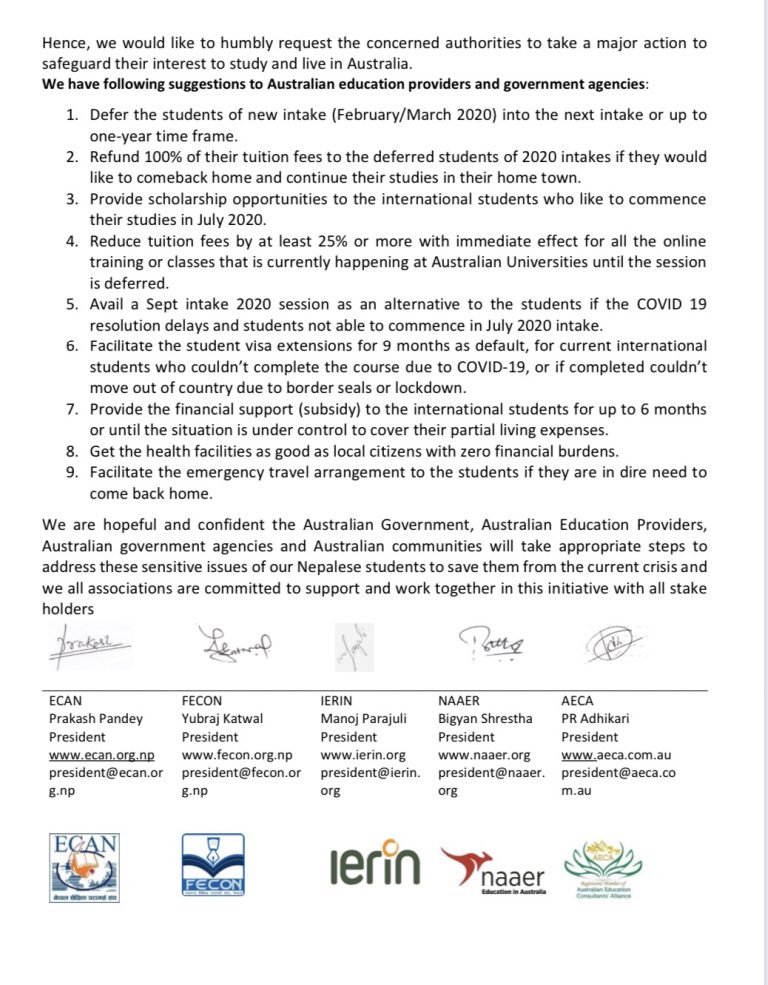 Hence, we would like to humbly request the concerned authorities to take a major action to
safeguard their interest to study and live in Australia.
We have following suggestions to Australian education providers and government agencies:
1. Defer the students of new intake (February/March 2020) into the next intake or up to
one-year time frame.
2. Refund 100% of their tuition fees to the deferred students of 2020 intakes if they would
like to comeback home and continue their studies in their home town.
3. Provide scholarship opportunities to the international students who like to commence
their studies in July 2020.
4. Reduce tuition fees by at least 25% or more with immediate effect for all the online
training or classes that is currently happening at Australian Universities until the session
is deferred.
5. Avail a Sept intake 2020 session as an alternative to the students if the COVID 19
resolution delays and students not able to commence in July 2020 intake.
6. Facilitate the student visa extensions for 9 months as default, for current international
students who couldn’t complete the course due to COVID-19, or if completed couldn’t
move out of country due to border seals or lockdown.
7. Provide the financial support (subsidy) to the international students for up to 6 months
or until the situation is under control to cover their partial living expenses.
8. Get the health facilities as good as local citizens with zero financial burdens.
9. Facilitate the emergency travel arrangement to the students if they are in dire need to
come back home.
We are hopeful and confident the Australian Government, Australian Education Providers,
Australian government agencies and Australian communities will take appropriate steps to
address these sensitive issues of our Nepalese students to save them from the current crisis and
we all associations are committed to support and work together in this initiative with all stake
holders
ECAN FECON IERIN NAAER AECA
Prakash Pandey Yubraj Katwal Manoj Parajuli Bigyan Shrestha PR Adhikari
President President President President President
www.ecan.org.np www.fecon.org.np www.ierin.org www.naaer.org www.aeca.com.au
president@ecan.or president@fecon.or president@ierin. president@naaer. president@aeca.co
g.np g.np org org m.au
ECAN
FECON
ierin
naaer
Education in Australia
AECA
Registered Member of
Australian Education
Consultants' Alliance